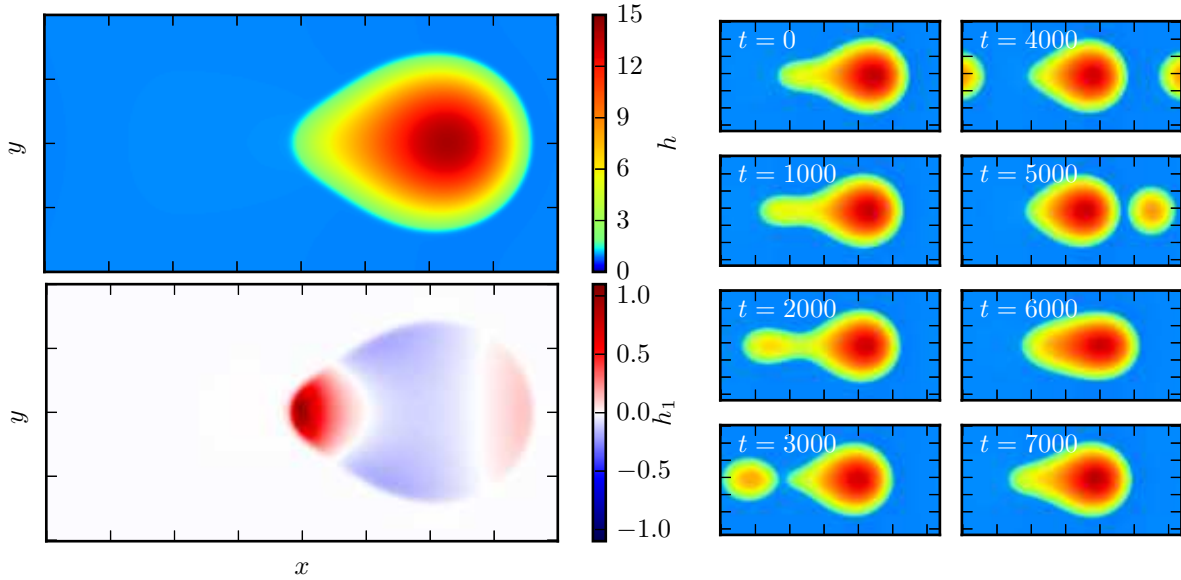 y
15
12
9
6
3
0
h
y
1.0
0.5
0.0
−0.5
−1.0
h₁
x
t = 0
t = 4000
t = 1000
t = 5000
t = 2000
t = 6000
t = 3000
t = 7000